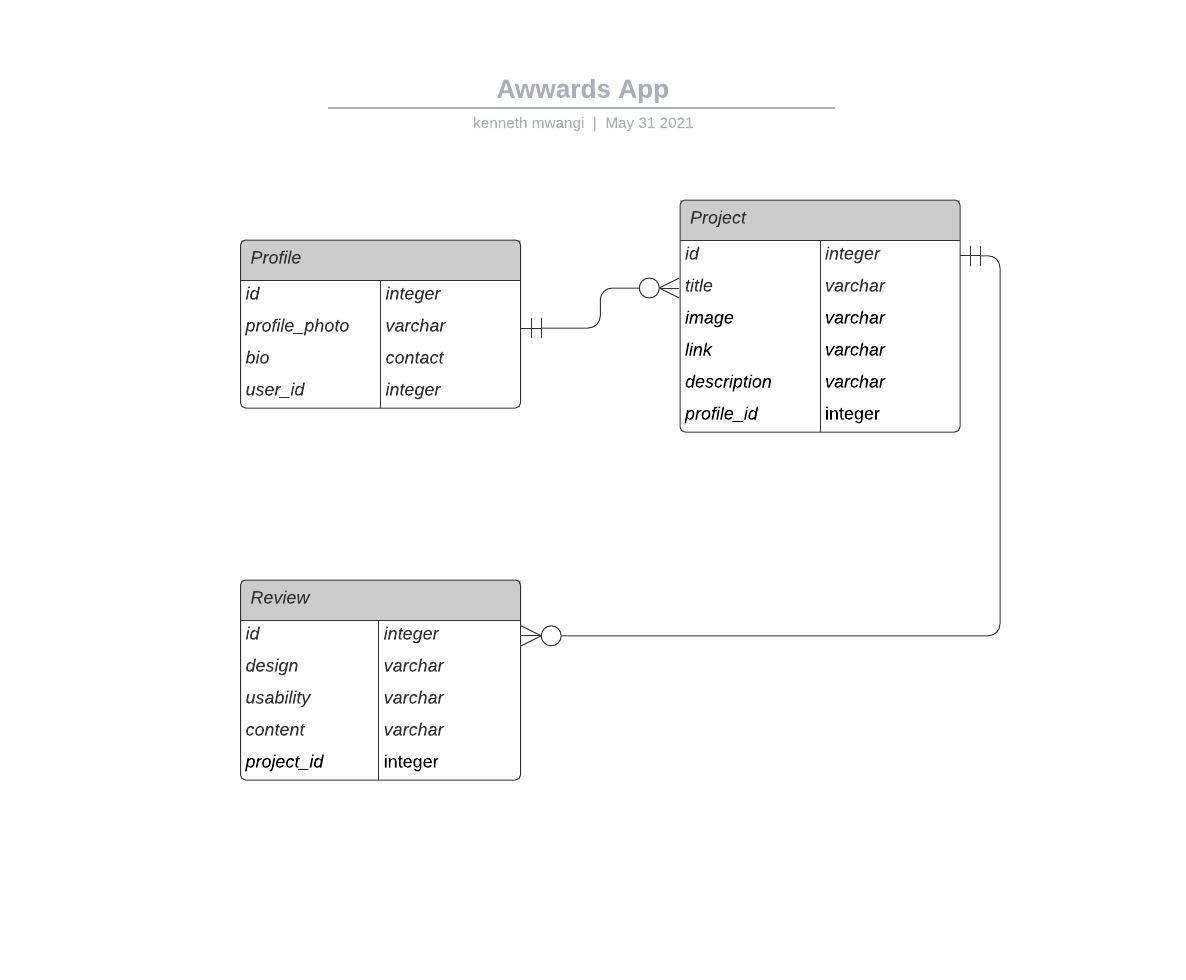 Awwards App
kenneth mwangi | May 31 2021
Profile
id integer
profile_photo varchar
bio contact
user_id integer
Project
id integer
title varchar
image varchar
link varchar
description varchar
profile_id integer
Review
id integer
design varchar
usability varchar
content varchar
project_id integer